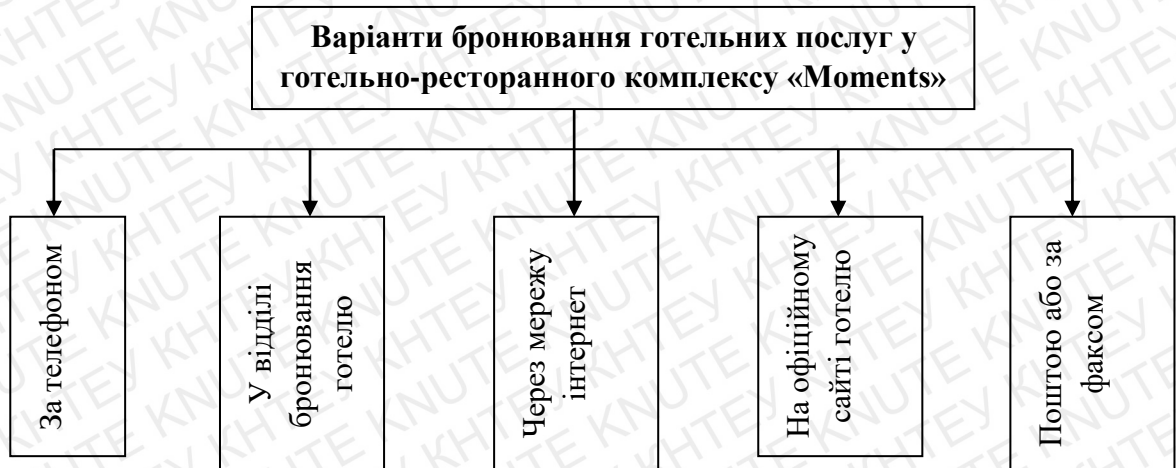 Варіанти бронювання готельних послуг у
готельно-ресторанного комплексу «Moments»
За телефоном
У відділі
бронювання
готелю
Через мережу
інтернет
На офіційному
сайті готелю
Поштою або за
факсом